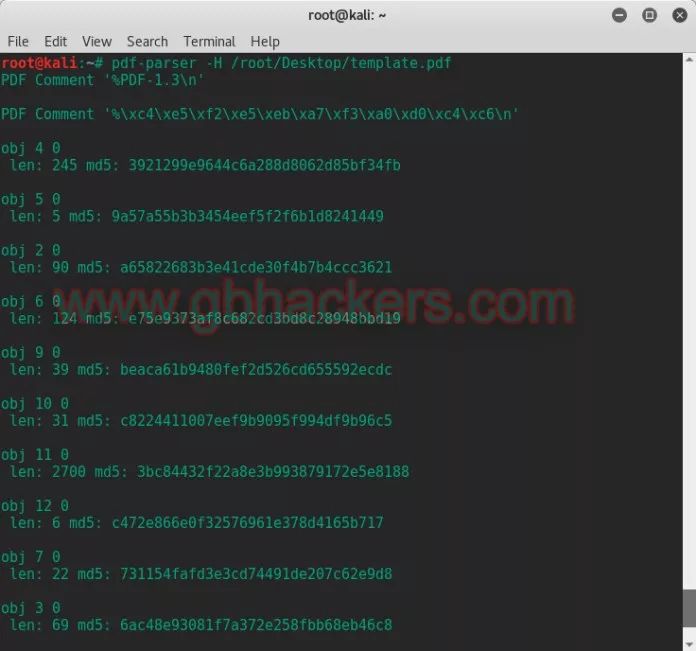 root@kali: ~
File Edit View Search Terminal Help
root@kali:~# pdf-parser -H /root/Desktop/template.pdf
PDF Comment '%PDF-1.3\n'
PDF Comment '%\xc4\xe5\xf2\xe5\xeb\xa7\xf3\xa0\xd0\xc4\xc6\n'
obj 4 0
len: 245 md5: 3921299e9644c6a288d8062d85bf34fb
obj 5 0
len: 5 md5: 9a57a55b3b3454eef5f2f6b1d8241449
obj 2 0
len: 90 md5: a65822683b3e41cde30f4b7b4ccc3621
obj 6 0
www.gbhackers.com
len: 124 md5: e75e9373af8c682cd3bd8c28948bbd19
obj 9 0
len: 39 md5: beaca61b9480fef2d526cd655592ecdc
obj 10 0
len: 31 md5: c8224411007eef9b9095f994df9b96c5
obj 11 0
len: 2700 md5: 3bc84432f22a8e3b993879172e5e8188
obj 12 0
len: 6 md5: c472e866e0f32576961e378d4165b717
obj 7 0
len: 22 md5: 731154fafd3e3cd74491de207c62e9d8
obj 3 0
len: 69 md5: 6ac48e93081f7a372e258fbb68eb46c8